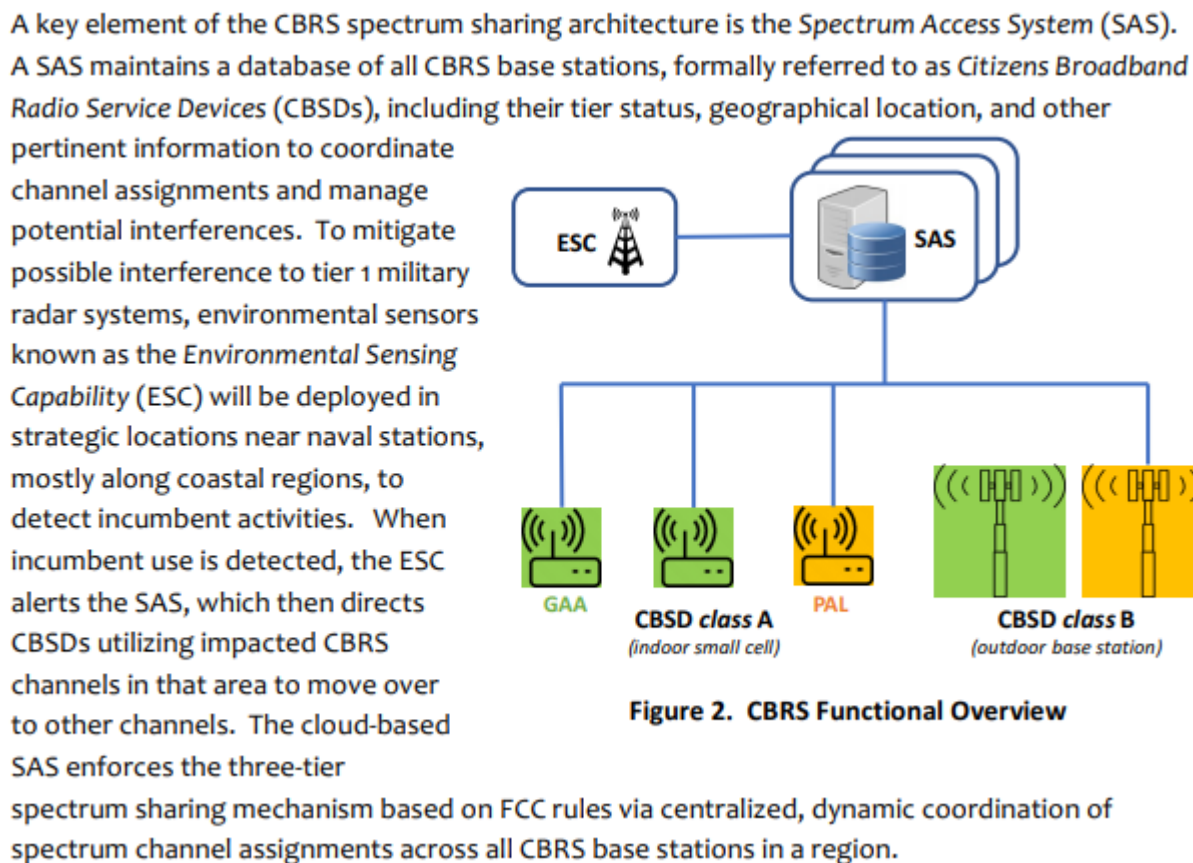 A key element of the CBRS spectrum sharing architecture is the Spectrum Access System (SAS).
A SAS maintains a database of all CBRS base stations, formally referred to as Citizens Broadband
Radio Service Devices (CBSDs), including their tier status, geographical location, and other
pertinent information to coordinate
channel assignments and manage
potential interferences.  To mitigate
possible interference to tier 1 military
radar systems, environmental sensors
known as the Environmental Sensing
Capability (ESC) will be deployed in
strategic locations near naval stations,
mostly along coastal regions, to
detect incumbent activities.   When
incumbent use is detected, the ESC
alerts the SAS, which then directs
CBSDs utilizing impacted CBRS
channels in that area to move over
to other channels.  The cloud-based
SAS enforces the three-tier
spectrum sharing mechanism based on FCC rules via centralized, dynamic coordination of
spectrum channel assignments across all CBRS base stations in a region.
ESC
SAS
GAA
CBSD class A
(indoor small cell)
PAL
CBSD class B
(outdoor base station)
Figure 2.  CBRS Functional Overview